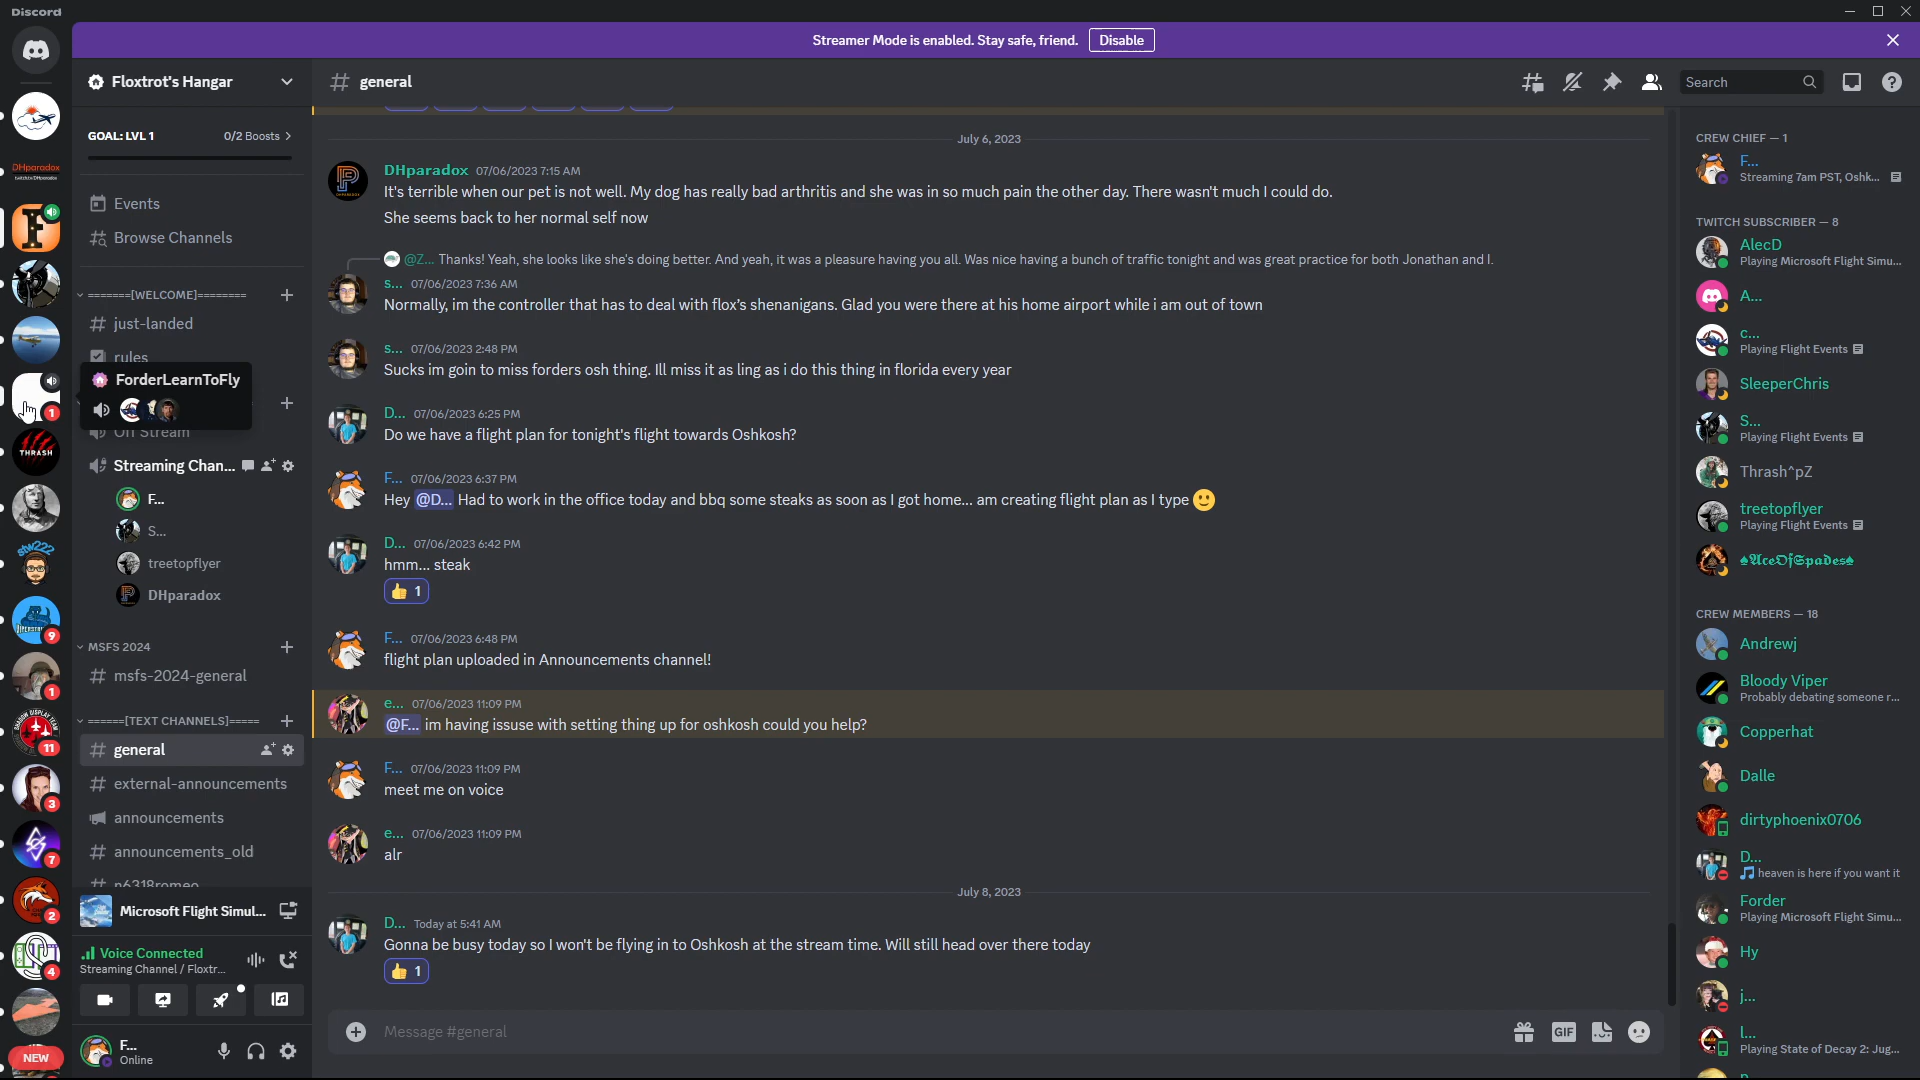 Discord
Streamer Mode is enabled. Stay safe, friend. Disable
Floxtrot's Hangar
GOAL: LVL 1 0/2 Boosts
Events
Browse Channels
=======[WELCOME]========
just-landed
rules
ForderLearnToFly
Off Stream
Streaming Chan...
F...
S...
treetopflyer
DHparadox
MSFS 2024
msfs-2024-general
======[TEXT CHANNELS]=====
general
external-announcements
announcements
announcements_old
n6318romeo
Microsoft Flight Simul...
Voice Connected
Streaming Channel / Floxtr...
F...
Online
DHparadox
THRASH
stw222
1
9
1
11
3
7
2
4
NEW
general
Search
July 6, 2023
DHparadox 07/06/2023 7:15 AM
It's terrible when our pet is not well. My dog has really bad arthritis and she was in so much pain the other day. There wasn't much I could do.
She seems back to her normal self now
@Z... Thanks! Yeah, she looks like she's doing better. And yeah, it was a pleasure having you all. Was nice having a bunch of traffic tonight and was great practice for both Jonathan and I.
s... 07/06/2023 7:36 AM
Normally, im the controller that has to deal with flox's shenanigans. Glad you were there at his home airport while i am out of town
s... 07/06/2023 2:48 PM
Sucks im goin to miss forders osh thing. Ill miss it as ling as i do this thing in florida every year
D... 07/06/2023 6:25 PM
Do we have a flight plan for tonight's flight towards Oshkosh?
F... 07/06/2023 6:37 PM
Hey @D... Had to work in the office today and bbq some steaks as soon as I got home... am creating flight plan as I type 🙂
D... 07/06/2023 6:42 PM
hmm... steak
👍 1
F... 07/06/2023 6:48 PM
flight plan uploaded in Announcements channel!
e... 07/06/2023 11:09 PM
@F... im having issuse with setting thing up for oshkosh could you help?
F... 07/06/2023 11:09 PM
meet me on voice
e... 07/06/2023 11:09 PM
alr
July 8, 2023
D... Today at 5:41 AM
Gonna be busy today so I won't be flying in to Oshkosh at the stream time. Will still head over there today
👍 1
Message #general
GIF
CREW CHIEF — 1
F...
Streaming 7am PST, Oshk...
TWITCH SUBSCRIBER — 8
AlecD
Playing Microsoft Flight Simu...
A...
c...
Playing Flight Events
SleeperChris
S...
Playing Flight Events
Thrash^pZ
treetopflyer
Playing Flight Events
♠𝕬𝖈𝖊𝕺𝖋𝕾𝖕𝖆𝖉𝖊𝖘♠
CREW MEMBERS — 18
Andrewj
Bloody Viper
Probably debating someone r...
Copperhat
Dalle
dirtyphoenix0706
D...
🎵 heaven is here if you want it
Forder
Playing Microsoft Flight Simu...
Hy
j...
l...
Playing State of Decay 2: Jug...